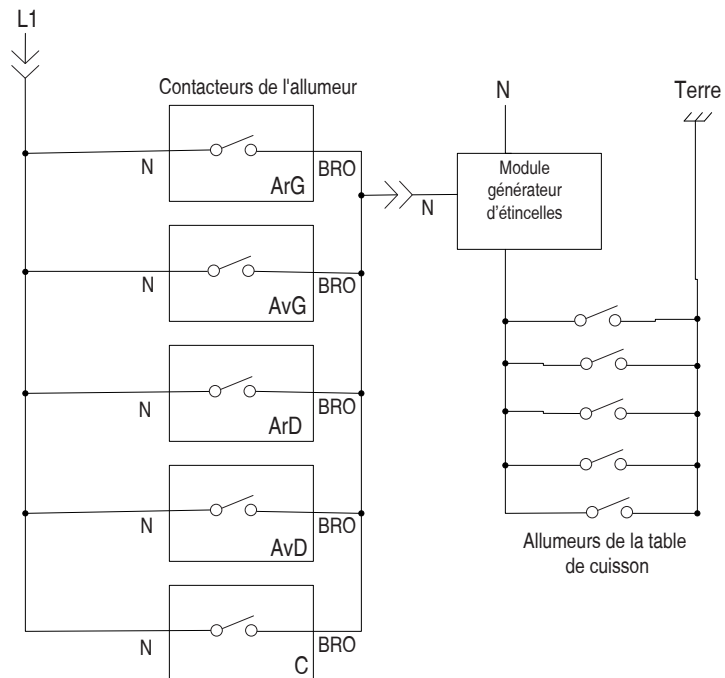 L1
Contacteurs de l'allumeur
N
Terre
N
BRO
ArG
Module
générateur
d'étincelles
N
N
BRO
AvG
N
BRO
ArD
N
BRO
AvD
Allumeurs de la table
de cuisson
N
BRO
C